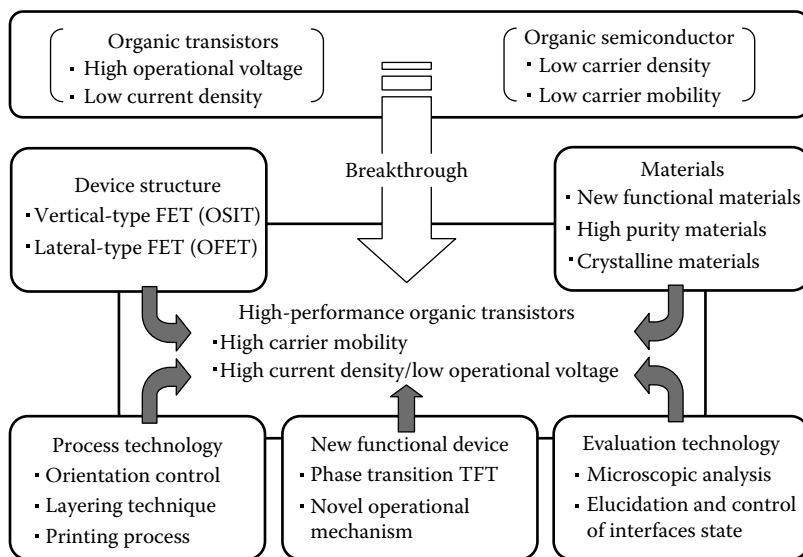 Organic transistors
▪ High operational voltage
▪ Low current density
Organic semiconductor
▪ Low carrier density
▪ Low carrier mobility
Breakthrough
Device structure
▪ Vertical-type FET (OSIT)
▪ Lateral-type FET (OFET)
Materials
▪ New functional materials
▪ High purity materials
▪ Crystalline materials
High-performance organic transistors
▪ High carrier mobility
▪ High current density/low operational voltage
Process technology
▪ Orientation control
▪ Layering technique
▪ Printing process
New functional device
▪ Phase transition TFT
▪ Novel operational
mechanism
Evaluation technology
▪ Microscopic analysis
▪ Elucidation and control
of interfaces state